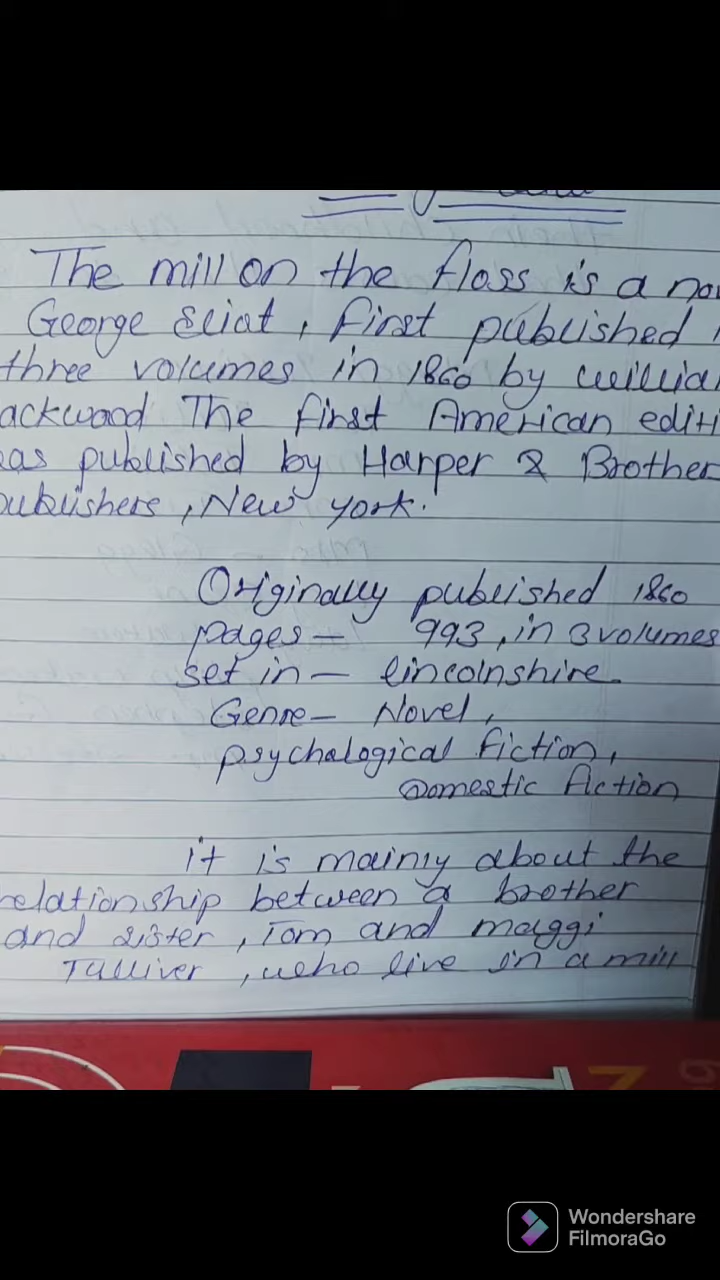 The mill on the floss is a no
George Eliot, first published
three volumes in 1860 by William
ackwood The first American editi
as published by Harper & Brother
publishers, New york.
Originally published 1860
pages - 993, in 3 volumes
set in - lincolnshire.
Genre - Novel,
psychological fiction,
Domestic fiction
it is mainly about the
relationship between a brother
and sister, Tom and maggi
Tulliver, who live in a mill
Wondershare
FilmoraGo